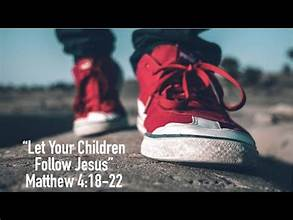 “Let Your Children
Follow Jesus”
Matthew 4:18–22